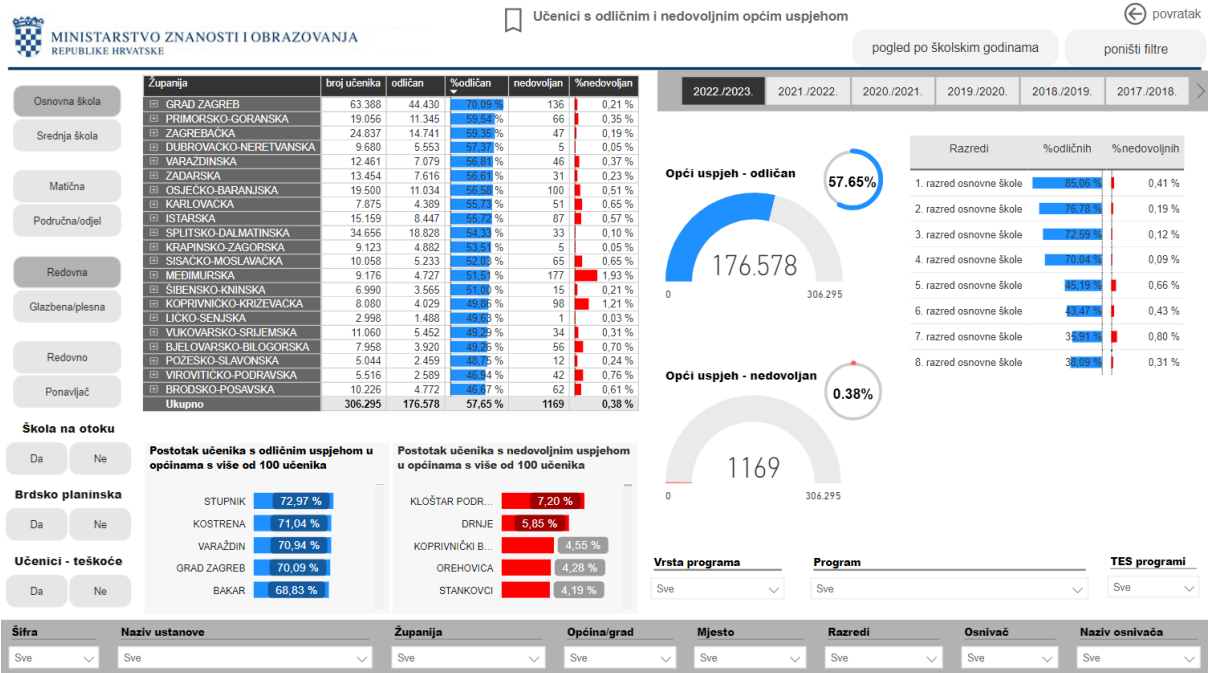 MINISTARSTVO ZNANOSTI I OBRAZOVANJA
REPUBLIKE HRVATSKE
Učenici s odličnim i nedovoljnim općim uspjehom
povratak
pogled po školskim godinama
poništi filtre
Osnovna škola
Srednja škola
Matična
Područna/odjel
Redovna
Glazbena/plesna
Redovno
Ponavljač
Škola na otoku
Da Ne
Brdsko planinska
Da Ne
Učenici - teškoće
Da Ne
Županija broj učenika odličan %odličan nedovoljan %nedovoljan
GRAD ZAGREB 63.388 44.430 70,09 % 136 0,21 %
PRIMORSKO-GORANSKA 19.056 11.345 59,54 % 66 0,35 %
ZAGREBAČKA 24.837 14.741 59,35 % 47 0,19 %
DUBROVAČKO-NERETVANSKA 9.680 5.553 57,37 % 5 0,05 %
VARAŽDINSKA 12.461 7.079 56,81 % 46 0,37 %
ZADARSKA 13.454 7.616 56,61 % 31 0,23 %
OSJEČKO-BARANJSKA 19.500 11.034 56,58 % 100 0,51 %
KARLOVAČKA 7.875 4.389 55,73 % 51 0,65 %
ISTARSKA 15.159 8.447 55,72 % 87 0,57 %
SPLITSKO-DALMATINSKA 34.656 18.828 54,33 % 33 0,10 %
KRAPINSKO-ZAGORSKA 9.123 4.882 53,51 % 5 0,05 %
SISAČKO-MOSLAVAČKA 10.058 5.233 52,03 % 65 0,65 %
MEĐIMURSKA 9.176 4.727 51,51 % 177 1,93 %
ŠIBENSKO-KNINSKA 6.990 3.565 51,00 % 15 0,21 %
KOPRIVNIČKO-KRIŽEVAČKA 8.080 4.029 49,86 % 98 1,21 %
LIČKO-SENJSKA 2.998 1.488 49,63 % 1 0,03 %
VUKOVARSKO-SRIJEMSKA 11.060 5.452 49,29 % 34 0,31 %
BJELOVARSKO-BILOGORSKA 7.958 3.920 49,26 % 56 0,70 %
POŽEŠKO-SLAVONSKA 5.044 2.459 48,75 % 12 0,24 %
VIROVITIČKO-PODRAVSKA 5.516 2.589 46,94 % 42 0,76 %
BRODSKO-POSAVSKA 10.226 4.772 46,67 % 62 0,61 %
Ukupno 306.295 176.578 57,65 % 1169 0,38 %
Postotak učenika s odličnim uspjehom u
općinama s više od 100 učenika
STUPNIK 72,97 %
KOSTRENA 71,04 %
VARAŽDIN 70,94 %
GRAD ZAGREB 70,09 %
BAKAR 68,83 %
Postotak učenika s nedovoljnim uspjehom
u općinama s više od 100 učenika
KLOŠTAR PODR... 7,20 %
DRNJE 5,85 %
KOPRIVNIČKI B... 4,55 %
OREHOVICA 4,28 %
STANKOVCI 4,19 %
2022./2023. 2021./2022. 2020./2021. 2019./2020. 2018./2019. 2017./2018.
Opći uspjeh - odličan
57.65%
176.578
0 306.295
Opći uspjeh - nedovoljan
0.38%
1169
0 306.295
Razredi %odličnih %nedovoljnih
1. razred osnovne škole 85,06 % 0,41 %
2. razred osnovne škole 76,78 % 0,19 %
3. razred osnovne škole 72,59 % 0,12 %
4. razred osnovne škole 70,04 % 0,09 %
5. razred osnovne škole 45,19 % 0,66 %
6. razred osnovne škole 43,47 % 0,43 %
7. razred osnovne škole 35,91 % 0,80 %
8. razred osnovne škole 38,09 % 0,31 %
Vrsta programa Program TES programi
Sve Sve Sve
Šifra Naziv ustanove Županija Općina/grad Mjesto Razredi Osnivač Naziv osnivača
Sve Sve Sve Sve Sve Sve Sve Sve